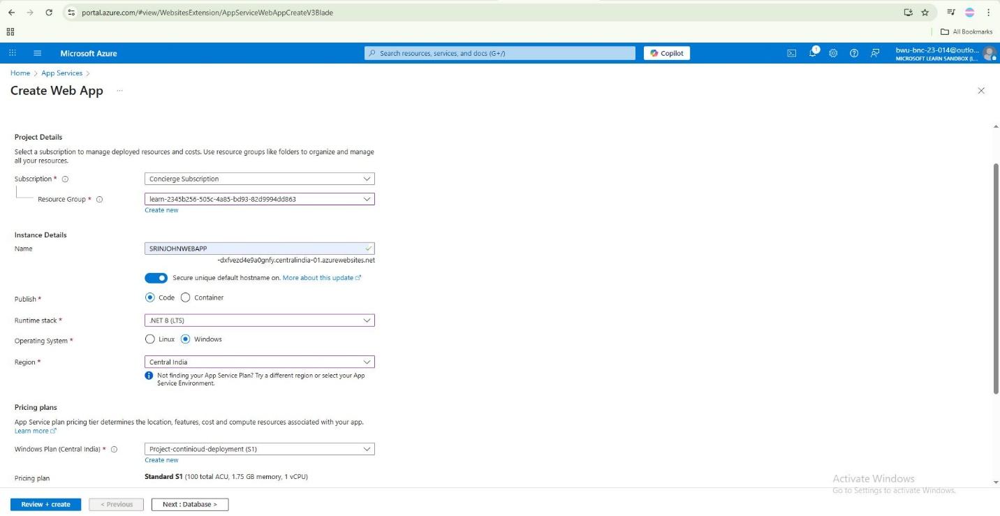 portal.azure.com/#view/WebsitesExtension/AppServiceWebAppCreateV3Blade
All Bookmarks
Microsoft Azure
Search resources, services, and docs (G+/)
Copilot
1
bwu-bnc-23-014@outlo...
MICROSOFT LEARN SANDBOX (L...
Home > App Services >
Create Web App ...
Project Details
Select a subscription to manage deployed resources and costs. Use resource groups like folders to organize and manage
all your resources.
Subscription *
Concierge Subscription
Resource Group *
learn-2345b256-505c-4a85-bd93-82d9994dd863
Create new
Instance Details
Name
SRINJOHNWEBAPP
-dxfvezd4e9a0gnfy.centralindia-01.azurewebsites.net
Secure unique default hostname on. More about this update
Publish *
Code
Container
Runtime stack *
.NET 8 (LTS)
Operating System *
Linux
Windows
Region *
Central India
Not finding your App Service Plan? Try a different region or select your App
Service Environment.
Pricing plans
App Service plan pricing tier determines the location, features, cost and compute resources associated with your app.
Learn more
Windows Plan (Central India) *
Project-continioud-deployment (S1)
Create new
Pricing plan
Standard S1 (100 total ACU, 1.75 GB memory, 1 vCPU)
Activate Windows
Go to Settings to activate Windows.
Review + create
< Previous
Next : Database >